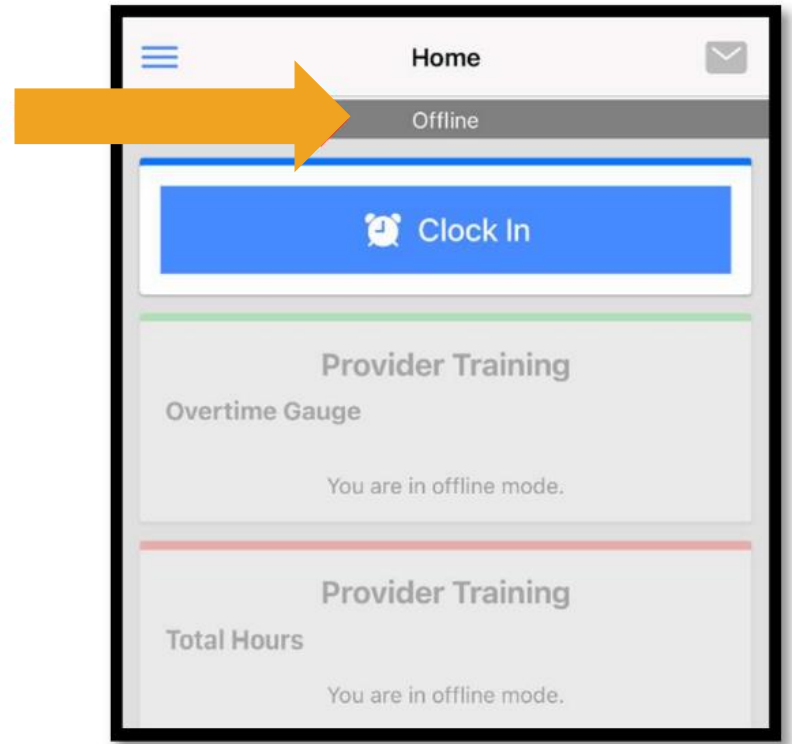 Home
Offline
Clock In
Provider Training
Overtime Gauge
You are in offline mode.
Provider Training
Total Hours
You are in offline mode.